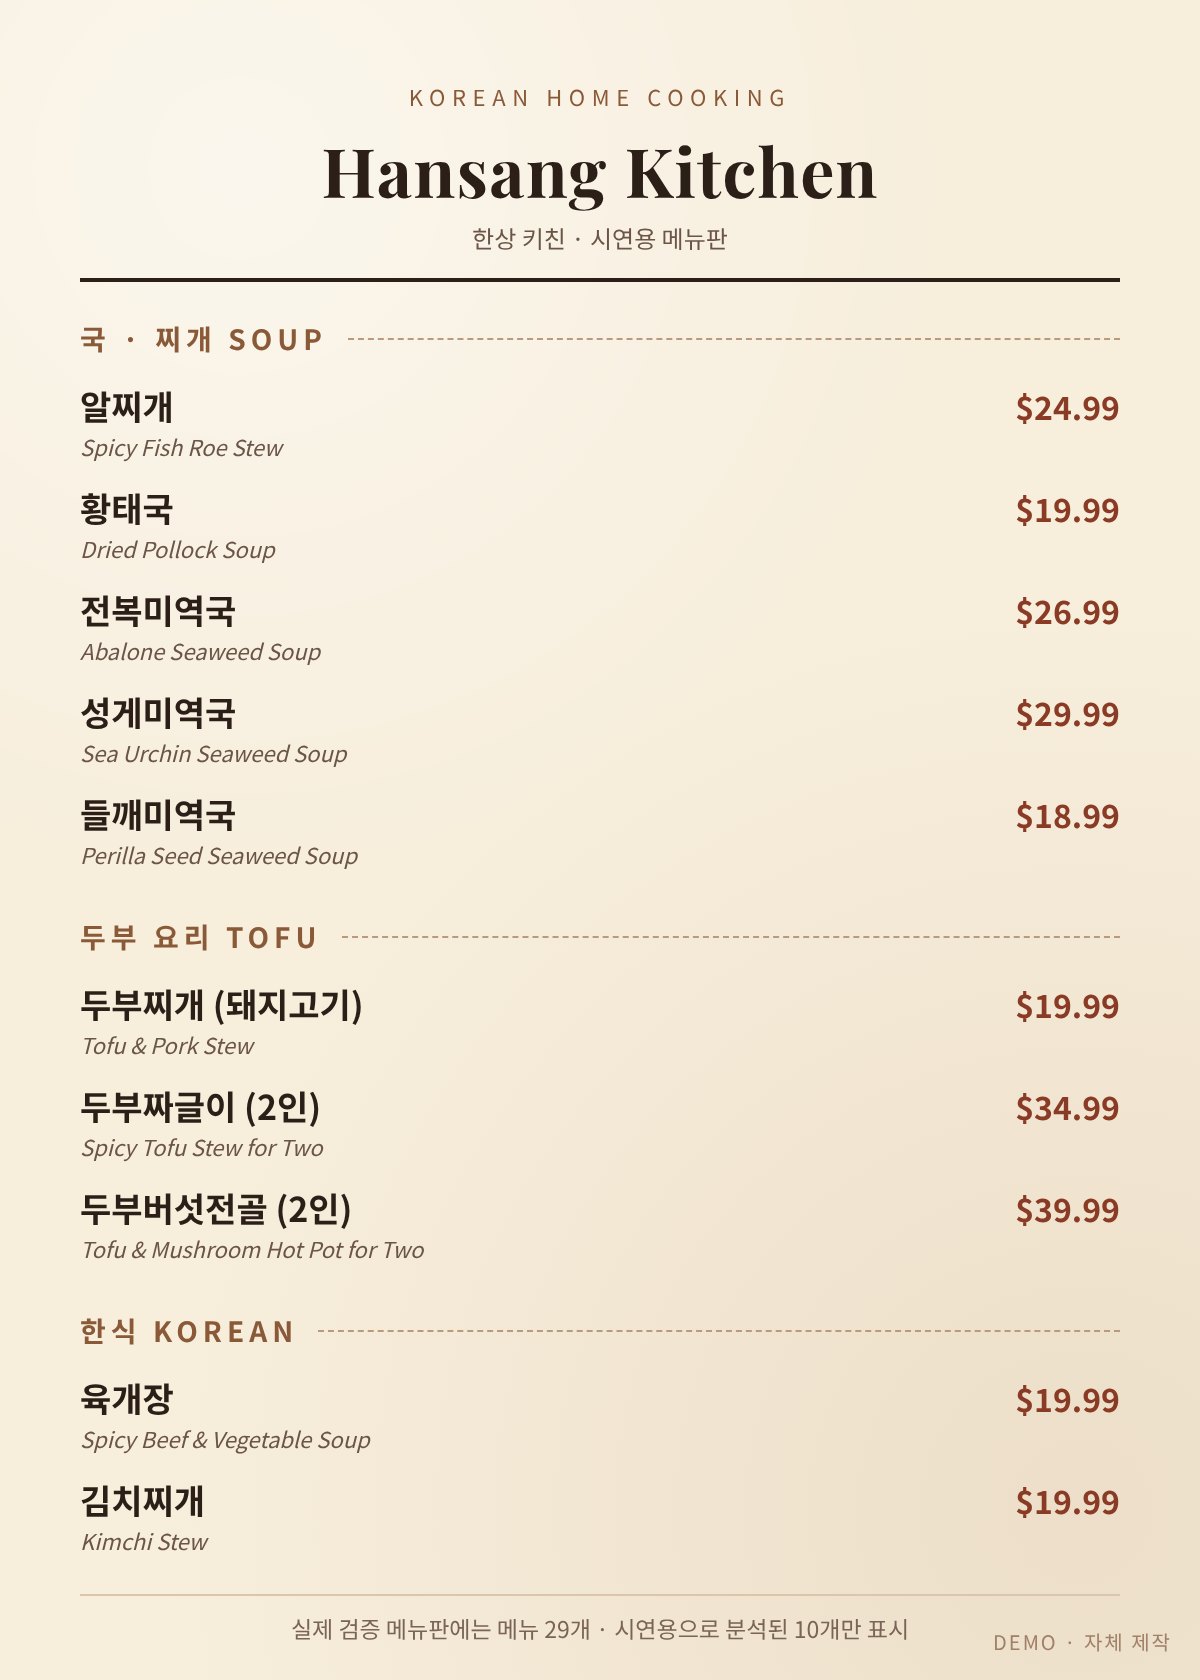 KOREAN HOME COOKING
Hansang Kitchen
한상 키친 · 시연용 메뉴판
국 · 찌개 SOUP
알찌개 $24.99
Spicy Fish Roe Stew
황태국 $19.99
Dried Pollock Soup
전복미역국 $26.99
Abalone Seaweed Soup
성게미역국 $29.99
Sea Urchin Seaweed Soup
들깨미역국 $18.99
Perilla Seed Seaweed Soup
두부 요리 TOFU
두부찌개 (돼지고기) $19.99
Tofu & Pork Stew
두부짜글이 (2인) $34.99
Spicy Tofu Stew for Two
두부버섯전골 (2인) $39.99
Tofu & Mushroom Hot Pot for Two
한식 KOREAN
육개장 $19.99
Spicy Beef & Vegetable Soup
김치찌개 $19.99
Kimchi Stew
실제 검증 메뉴판에는 메뉴 29개 · 시연용으로 분석된 10개만 표시
DEMO · 자체 제작